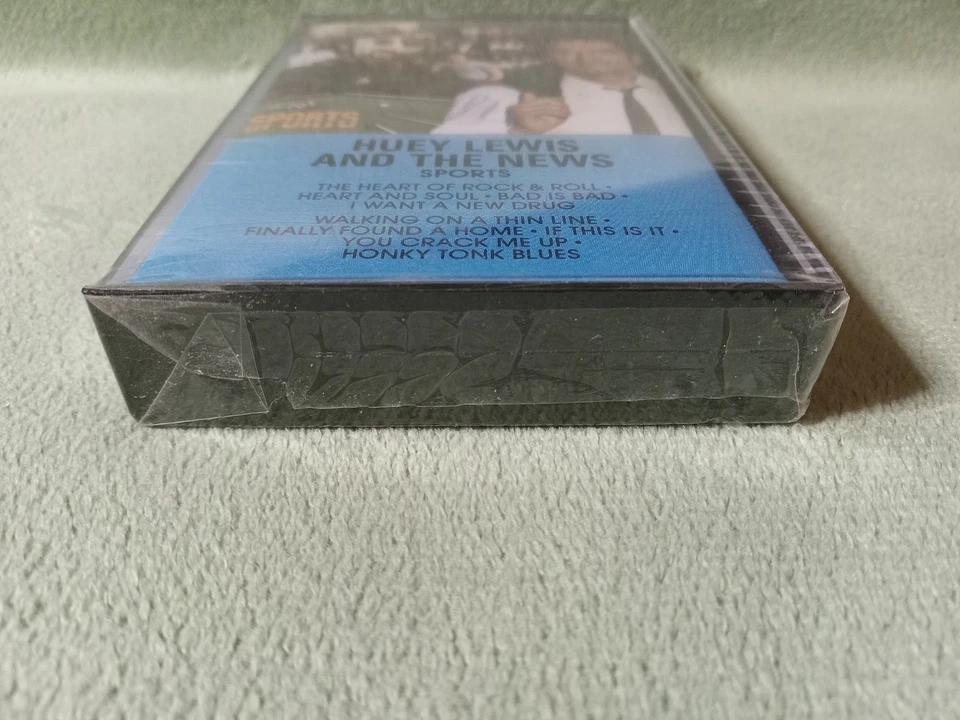 SPORTS
HUEY LEWIS
AND THE NEWS
SPORTS
THE HEART OF ROCK & ROLL •
HEART AND SOUL • BAD IS BAD •
I WANT A NEW DRUG
WALKING ON A THIN LINE •
FINALLY FOUND A HOME • IF THIS IS IT •
YOU CRACK ME UP •
HONKY TONK BLUES